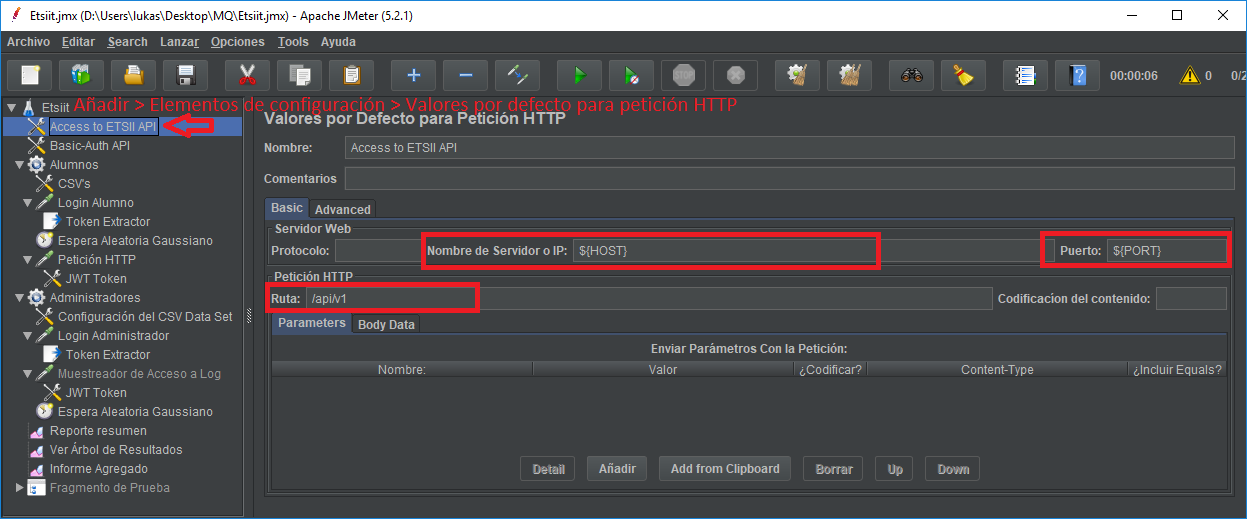 Etsiit.jmx (D:\Users\lukas\Desktop\MQ\Etsiit.jmx) - Apache JMeter (5.2.1)
Archivo Editar Search Lanzar Opciones Tools Ayuda
STOP 00:00:06 0 0/2
Etsiit Añadir > Elementos de configuración > Valores por defecto para petición HTTP
Access to ETSII API
Basic-Auth API
Alumnos
CSV's
Login Alumno
Token Extractor
Espera Aleatoria Gaussiano
Petición HTTP
JWT Token
Administradores
Configuración del CSV Data Set
Login Administrador
Token Extractor
Muestreador de Acceso a Log
JWT Token
Espera Aleatoria Gaussiano
Reporte resumen
Ver Árbol de Resultados
Informe Agregado
Fragmento de Prueba
Valores por Defecto para Petición HTTP
Nombre: Access to ETSII API
Comentarios
Basic Advanced
Servidor Web
Protocolo: Nombre de Servidor o IP: ${HOST} Puerto: ${PORT}
Petición HTTP
Ruta: /api/v1 Codificacíon del contenido:
Parameters Body Data
Enviar Parámetros Con la Petición:
Nombre: Valor ¿Codificar? Content-Type ¿Incluir Equals?
Detail Añadir Add from Clipboard Borrar Up Down